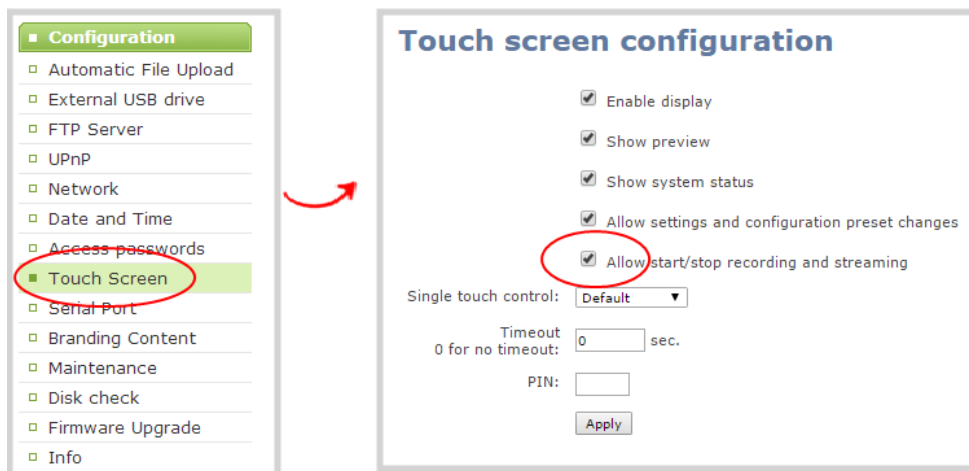 Configuration
Automatic File Upload
External USB drive
FTP Server
UPnP
Network
Date and Time
Access passwords
Touch Screen
Serial Port
Branding Content
Maintenance
Disk check
Firmware Upgrade
Info
Touch screen configuration
Enable display
Show preview
Show system status
Allow settings and configuration preset changes
Allow start/stop recording and streaming
Single touch control: Default
Timeout
0 for no timeout: 0 sec.
PIN:
Apply